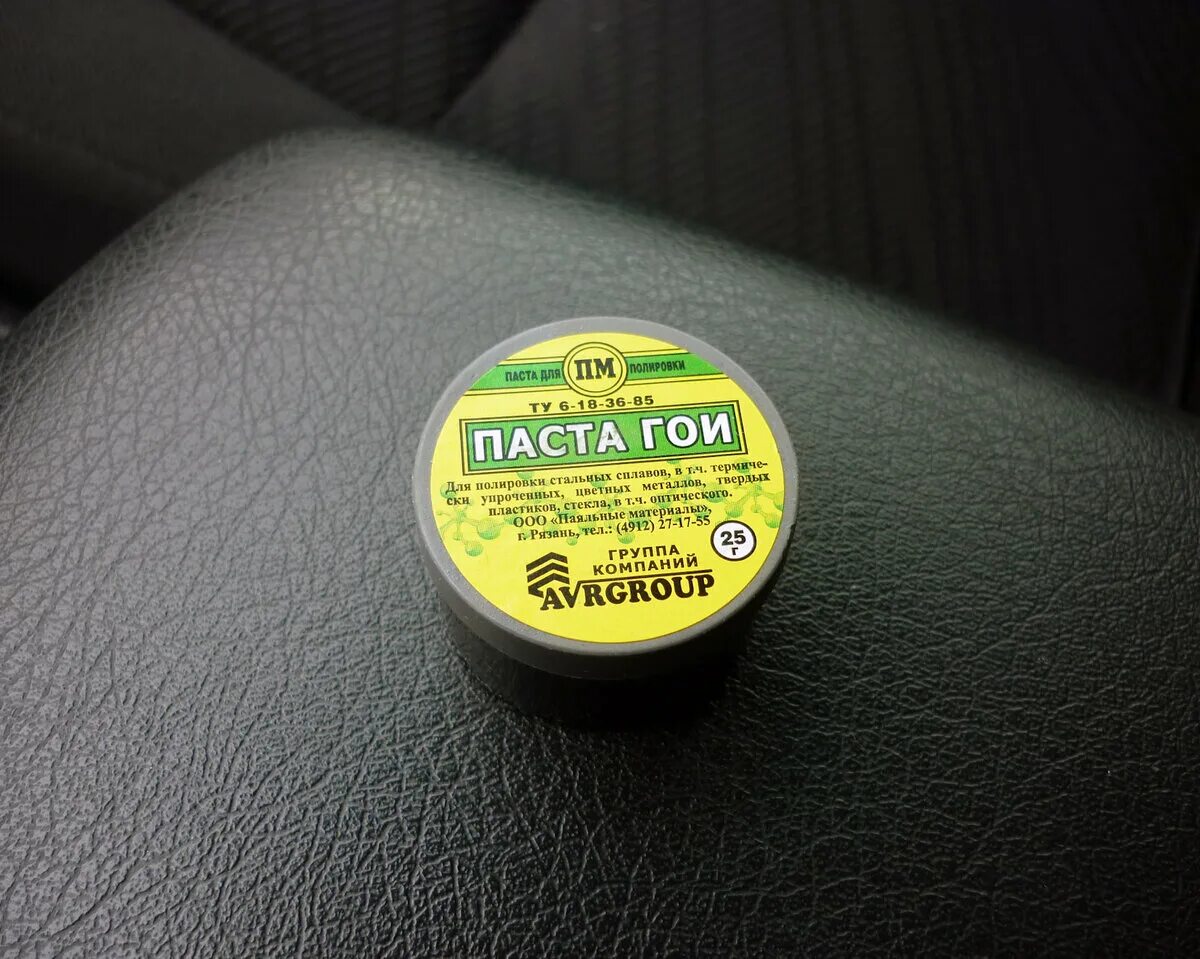 ПАСТА ДЛЯ ПМ ПОЛИРОВКИ
ТУ 6-18-36-85
ПАСТА ГОИ
Для полировки стальных сплавов, в т.ч. термиче-
ски упроченных, цветных металлов, твердых
пластиков, стекла, в т.ч. оптического.
ООО «Паяльные материалы»,
г. Рязань, тел.: (4912) 27-17-55
25
г
ГРУППА
КОМПАНИЙ
AVRGROUP